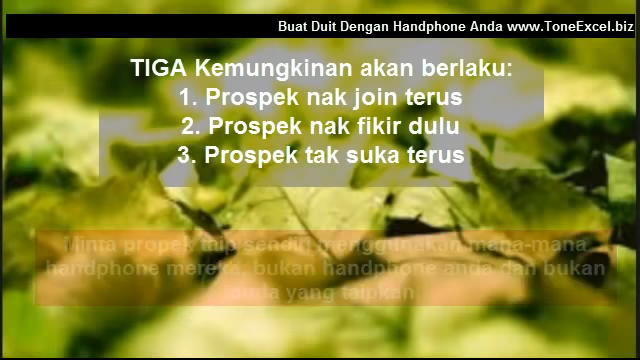 Buat Duit Dengan Handphone Anda www.ToneExcel.biz
TIGA Kemungkinan akan berlaku:
1. Prospek nak join terus
2. Prospek nak fikir dulu
3. Prospek tak suka terus
Minta propek taip sendiri menggunakan mana-mana
handphone mereka, bukan handphone anda dan bukan
anda yang taipkan